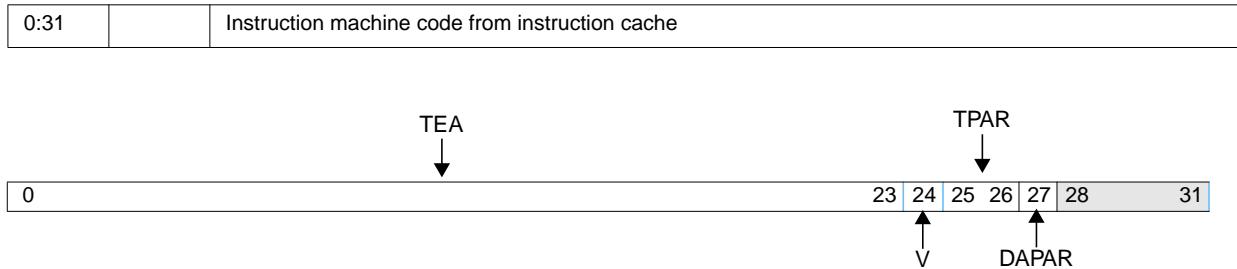 0:31 Instruction machine code from instruction cache
TEA TPAR
0 23 24 25 26 27 28 31
V DAPAR